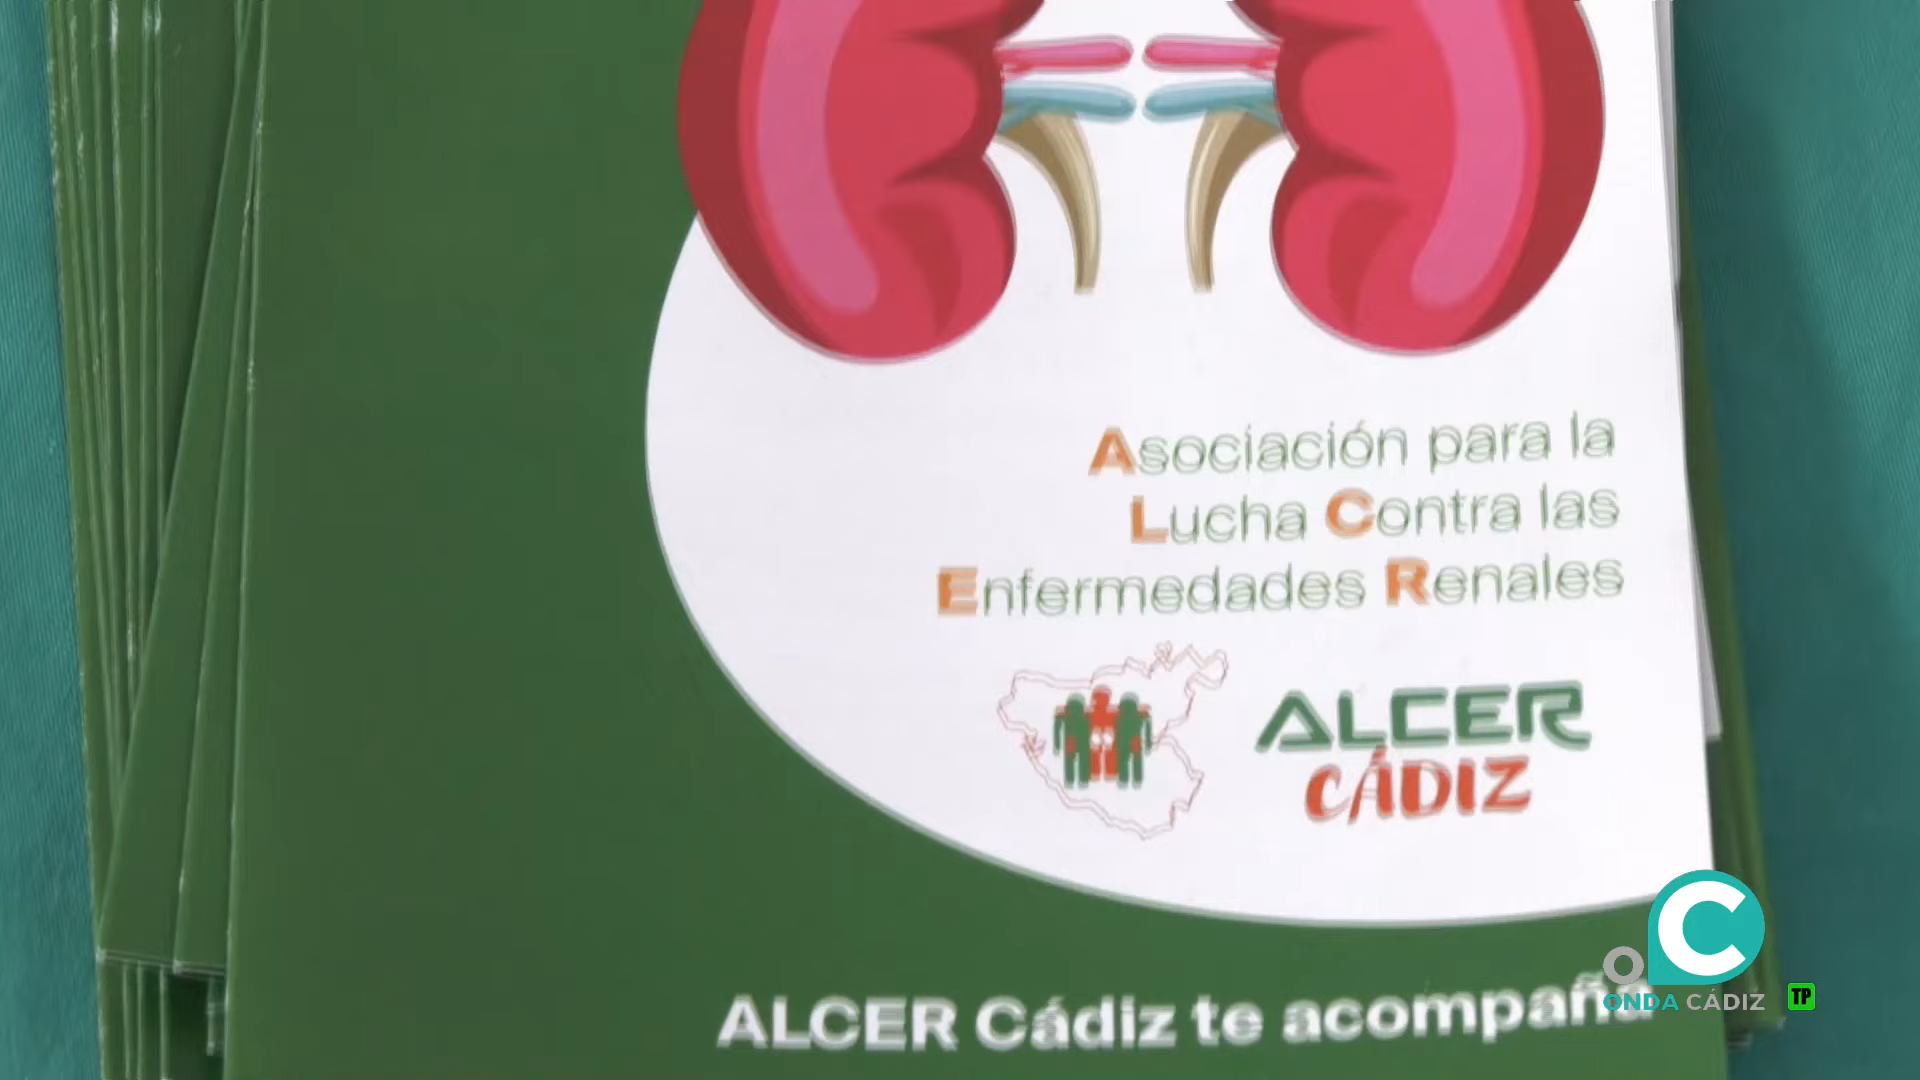 Asociación para la
Lucha Contra las
Enfermedades Renales
ALCER
CÁDIZ
ALCER Cádiz te acompaña
ONDA CÁDIZ
TP